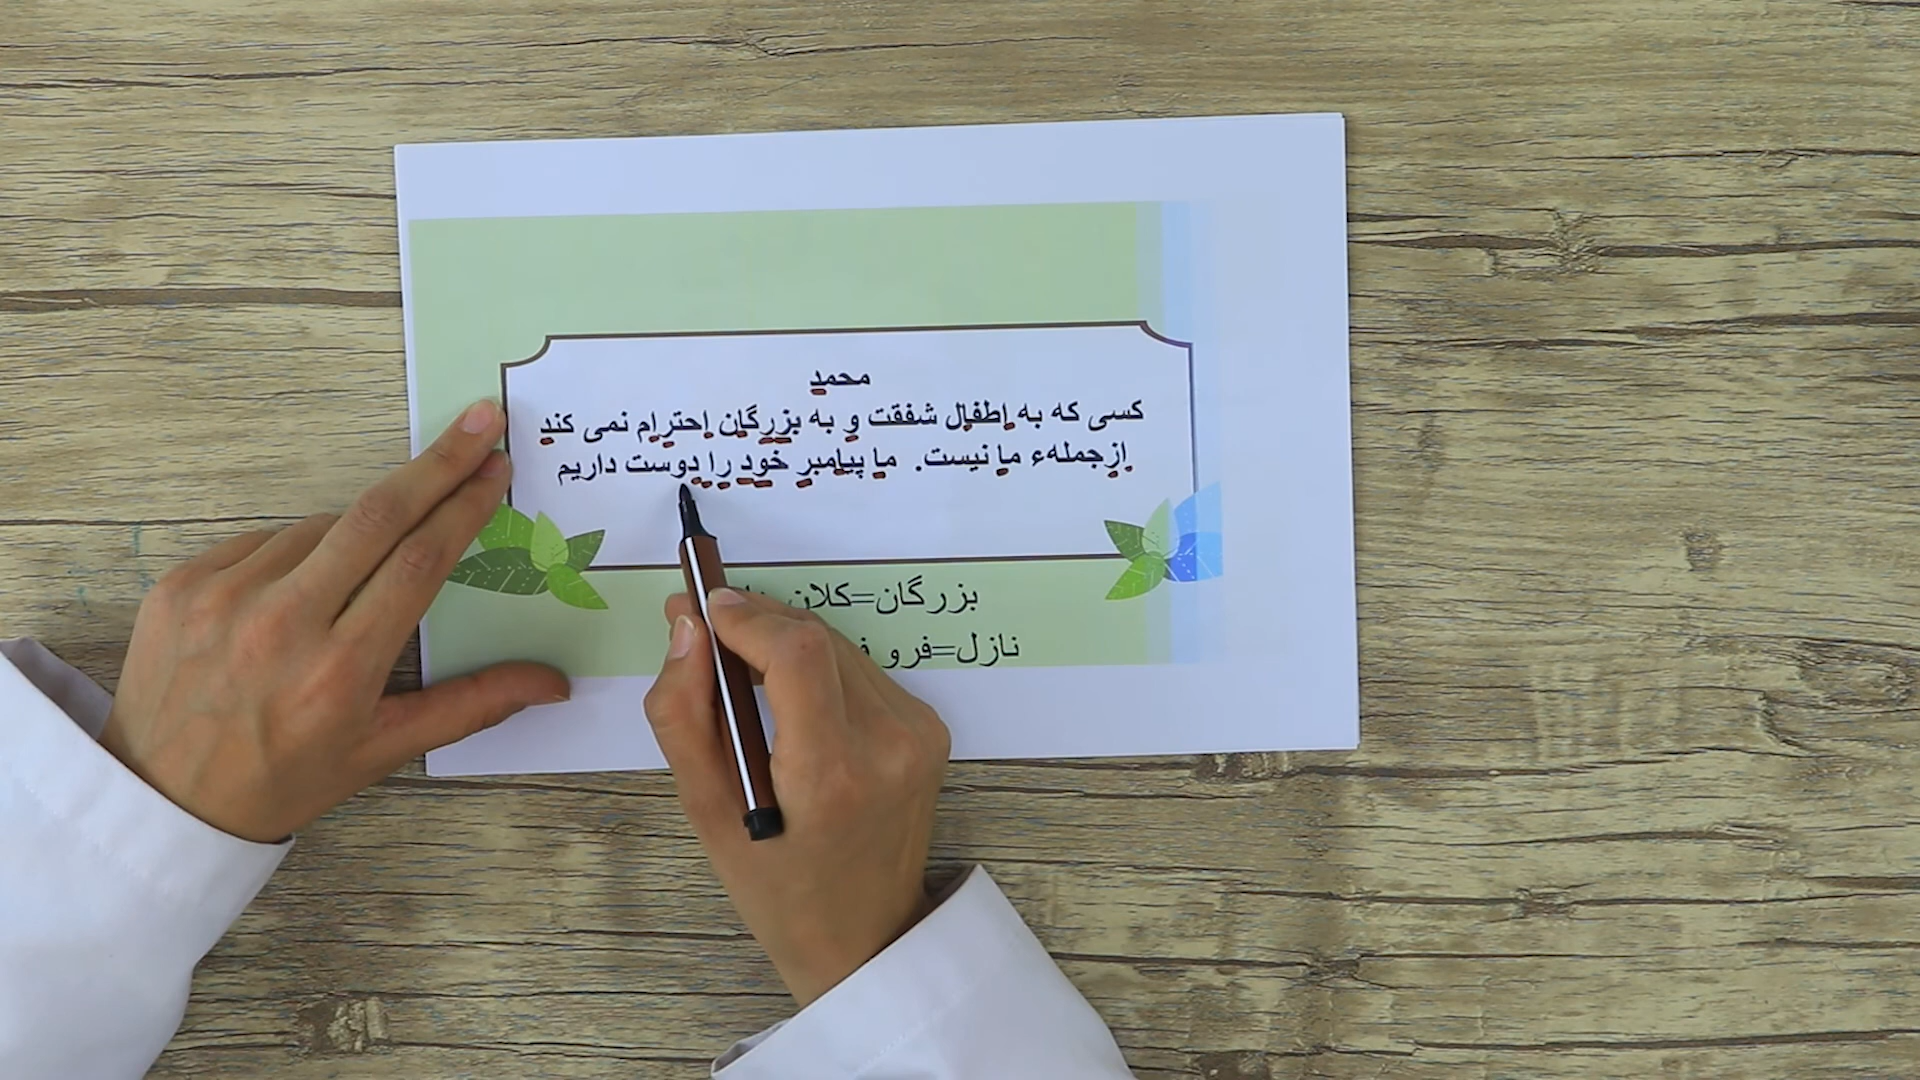 محمد
کسی که به اطفال شفقت و به بزرگان احترام نمی کند
ازجملهء ما نیست. ما پیامبر خود را دوست داریم
بزرگان=کلان
نازل=فرو